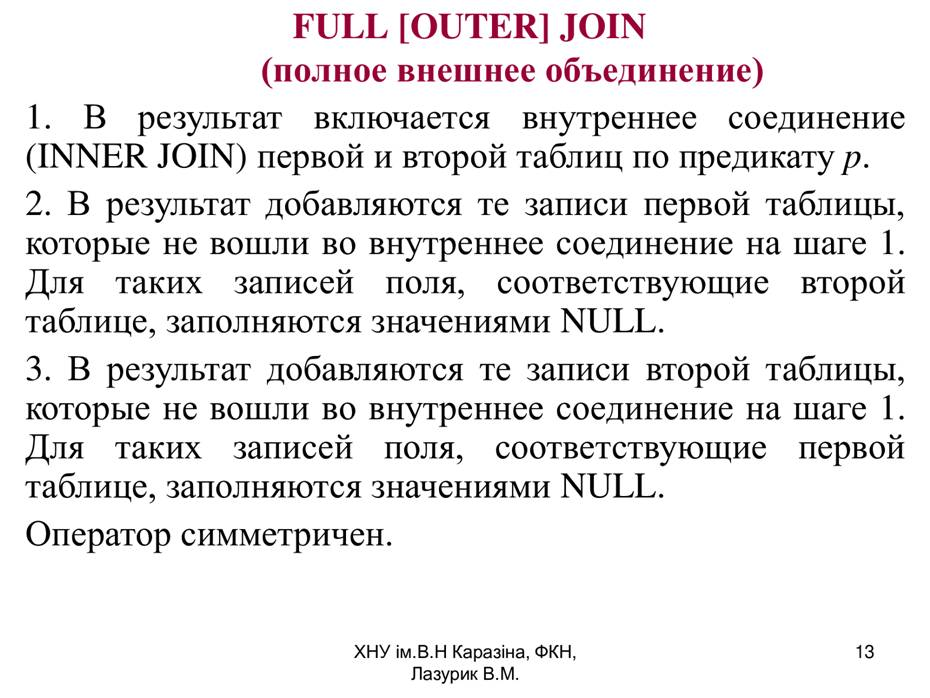 FULL [OUTER] JOIN
(полное внешнее объединение)
1. В результат включается внутреннее соединение
(INNER JOIN) первой и второй таблиц по предикату p.
2. В результат добавляются те записи первой таблицы,
которые не вошли во внутреннее соединение на шаге 1.
Для таких записей поля, соответствующие второй
таблице, заполняются значениями NULL.
3. В результат добавляются те записи второй таблицы,
которые не вошли во внутреннее соединение на шаге 1.
Для таких записей поля, соответствующие первой
таблице, заполняются значениями NULL.
Оператор симметричен.
ХНУ ім.В.Н Каразіна, ФКН,
Лазурик В.М.
13